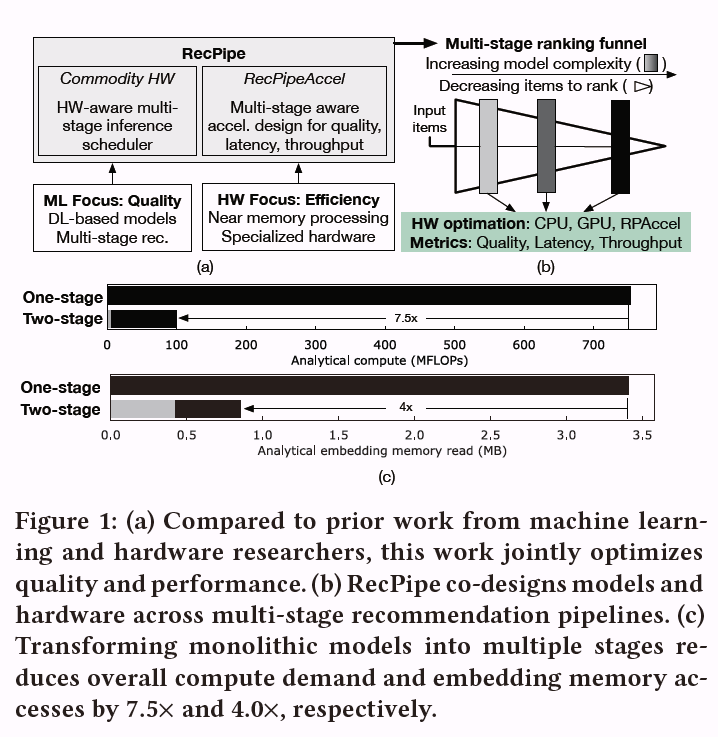 RecPipe
Commodity HW
HW-aware multi-
stage inference
scheduler
RecPipeAccel
Multi-stage aware
accel. design for quality,
latency, throughput
ML Focus: Quality
DL-based models
Multi-stage rec.
HW Focus: Efficiency
Near memory processing
Specialized hardware
(a)
Multi-stage ranking funnel
Increasing model complexity ( )
Decreasing items to rank ( )
Input
items
HW optimation: CPU, GPU, RPAccel
Metrics: Quality, Latency, Throughput
(b)
One-stage
Two-stage
7.5x
0 100 200 300 400 500 600 700
Analytical compute (MFLOPs)
One-stage
Two-stage
4x
0.0 0.5 1.0 1.5 2.0 2.5 3.0 3.5
Analytical embedding memory read (MB)
(c)
Figure 1: (a) Compared to prior work from machine learn-
ing and hardware researchers, this work jointly optimizes
quality and performance. (b) RecPipe co-designs models and
hardware across multi-stage recommendation pipelines. (c)
Transforming monolithic models into multiple stages re-
duces overall compute demand and embedding memory ac-
cesses by 7.5× and 4.0×, respectively.